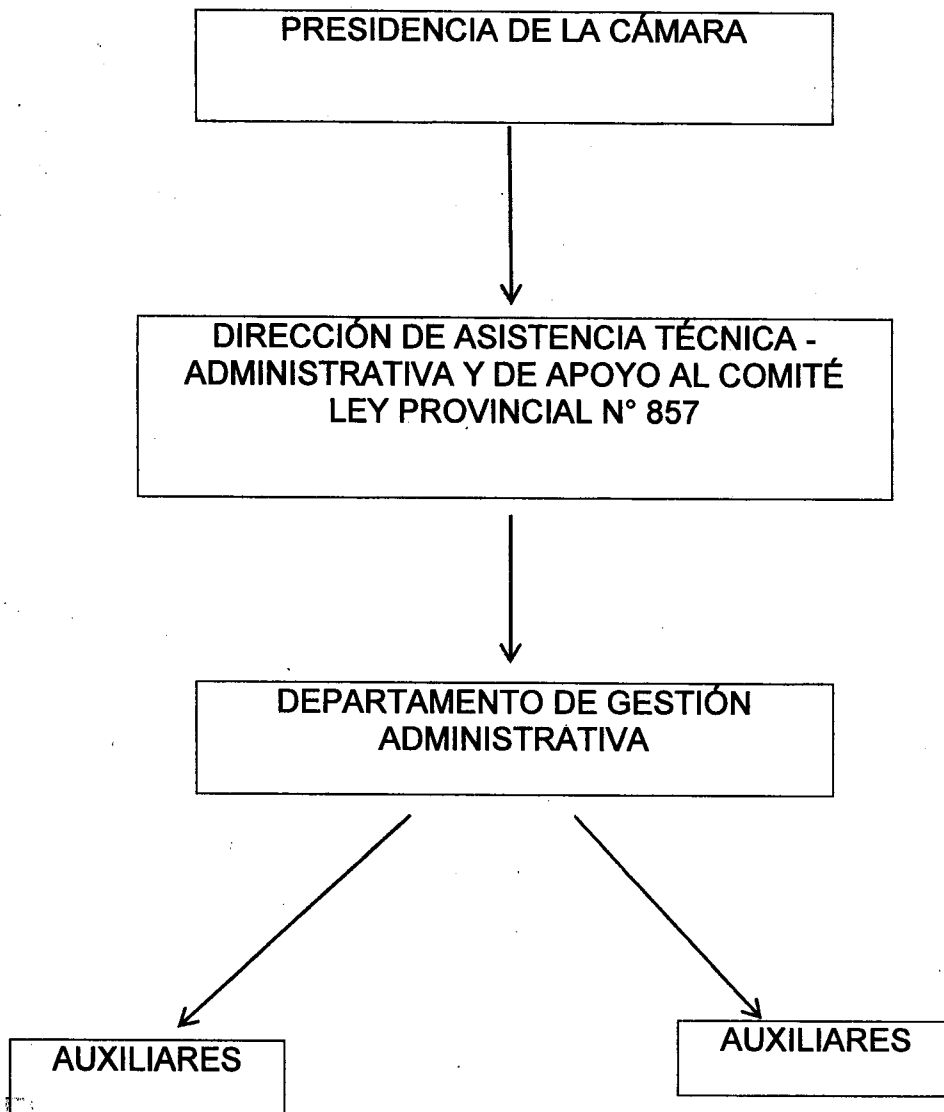 PRESIDENCIA DE LA CÁMARA
DIRECCIÓN DE ASISTENCIA TÉCNICA -
ADMINISTRATIVA Y DE APOYO AL COMITÉ
LEY PROVINCIAL N° 857
DEPARTAMENTO DE GESTIÓN
ADMINISTRATIVA
AUXILIARES
AUXILIARES